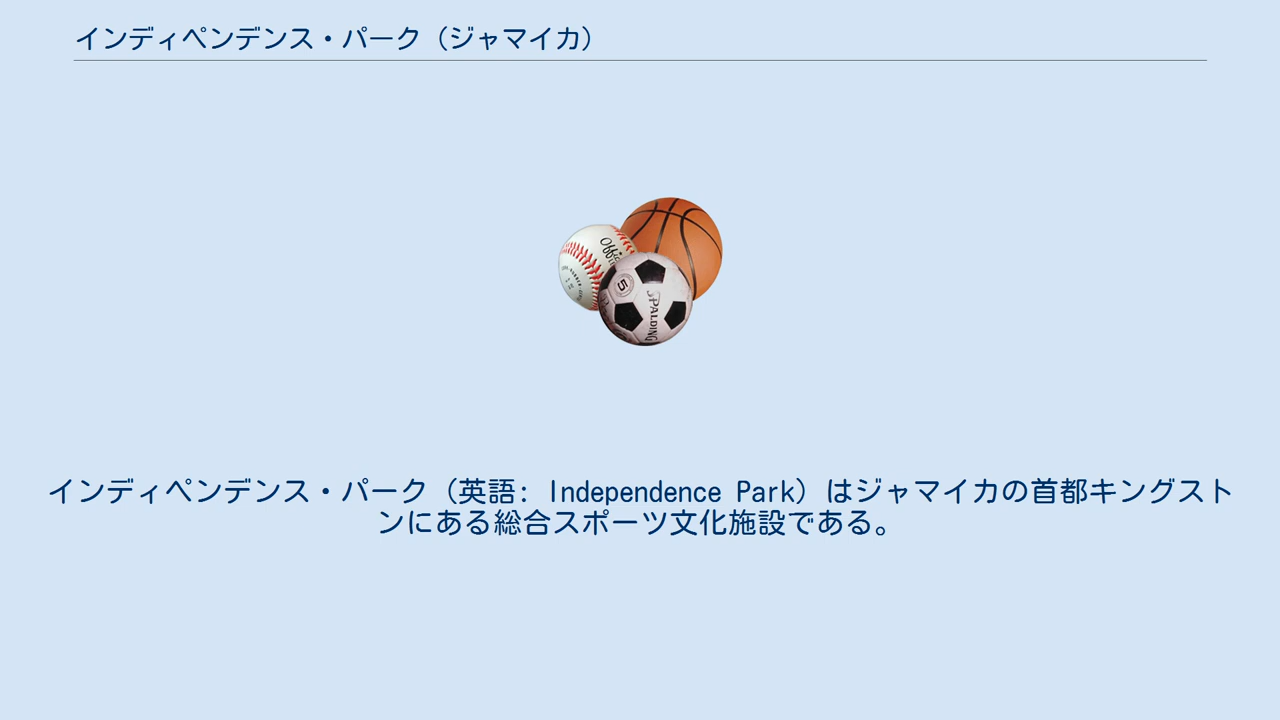 インディペンデンス・パーク（ジャマイカ）
5
SPALDING
インディペンデンス・パーク（英語: Independence Park）はジャマイカの首都キングスト
ンにある総合スポーツ文化施設である。